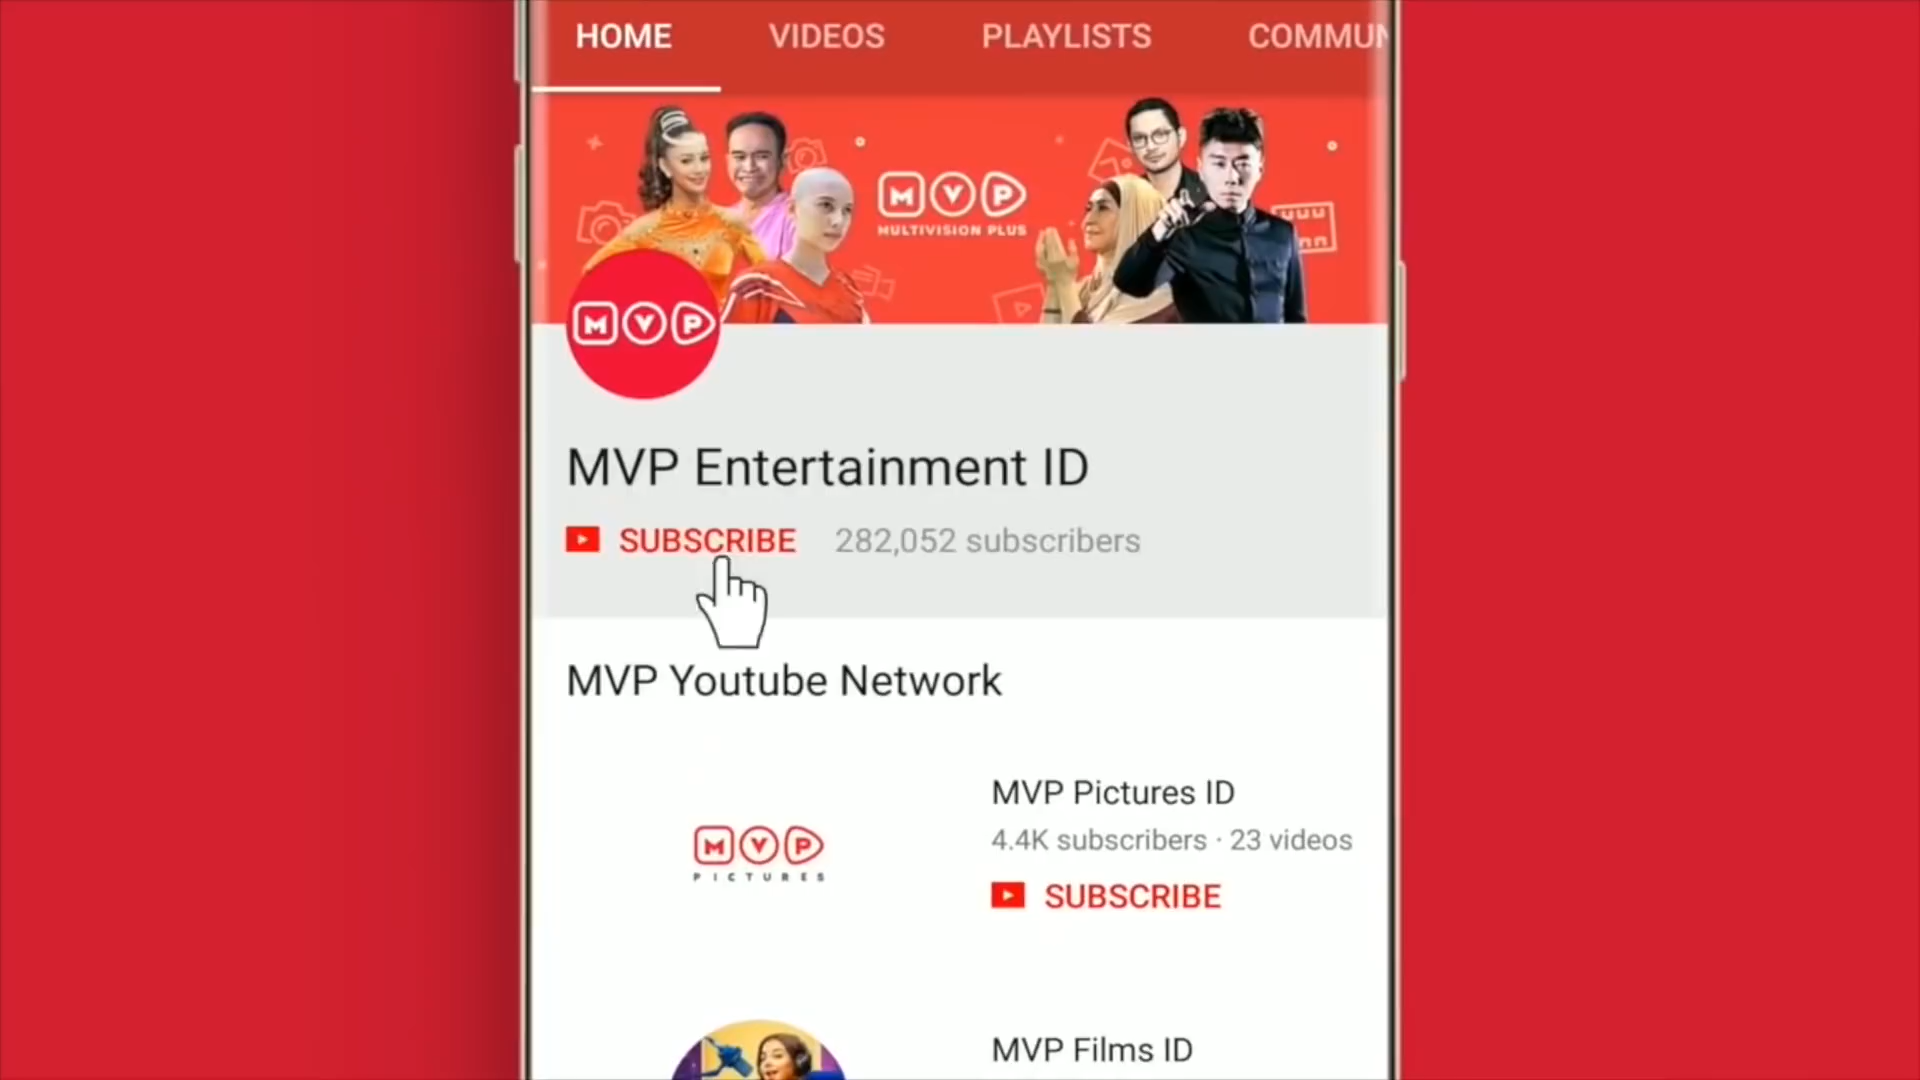 HOME VIDEOS PLAYLISTS COMMUN
MVP
MULTIVISION PLUS
MVP
MVP Entertainment ID
SUBSCRIBE 282,052 subscribers
MVP Youtube Network
MVP Pictures ID
4.4K subscribers · 23 videos
MVP
PICTURES
SUBSCRIBE
MVP Films ID